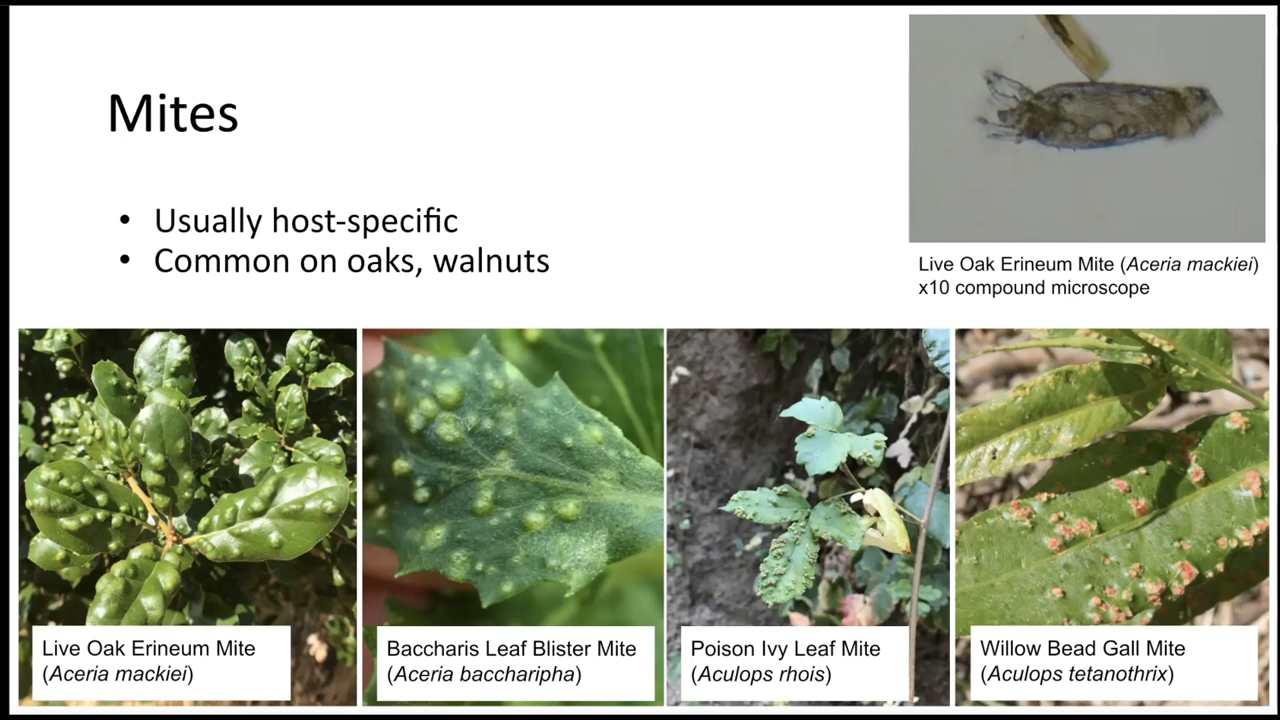 Mites
• Usually host-specific
• Common on oaks, walnuts
Live Oak Erineum Mite (Aceria mackiei)
x10 compound microscope
Live Oak Erineum Mite
(Aceria mackiei)
Baccharis Leaf Blister Mite
(Aceria baccharipha)
Poison Ivy Leaf Mite
(Aculops rhois)
Willow Bead Gall Mite
(Aculops tetanothrix)